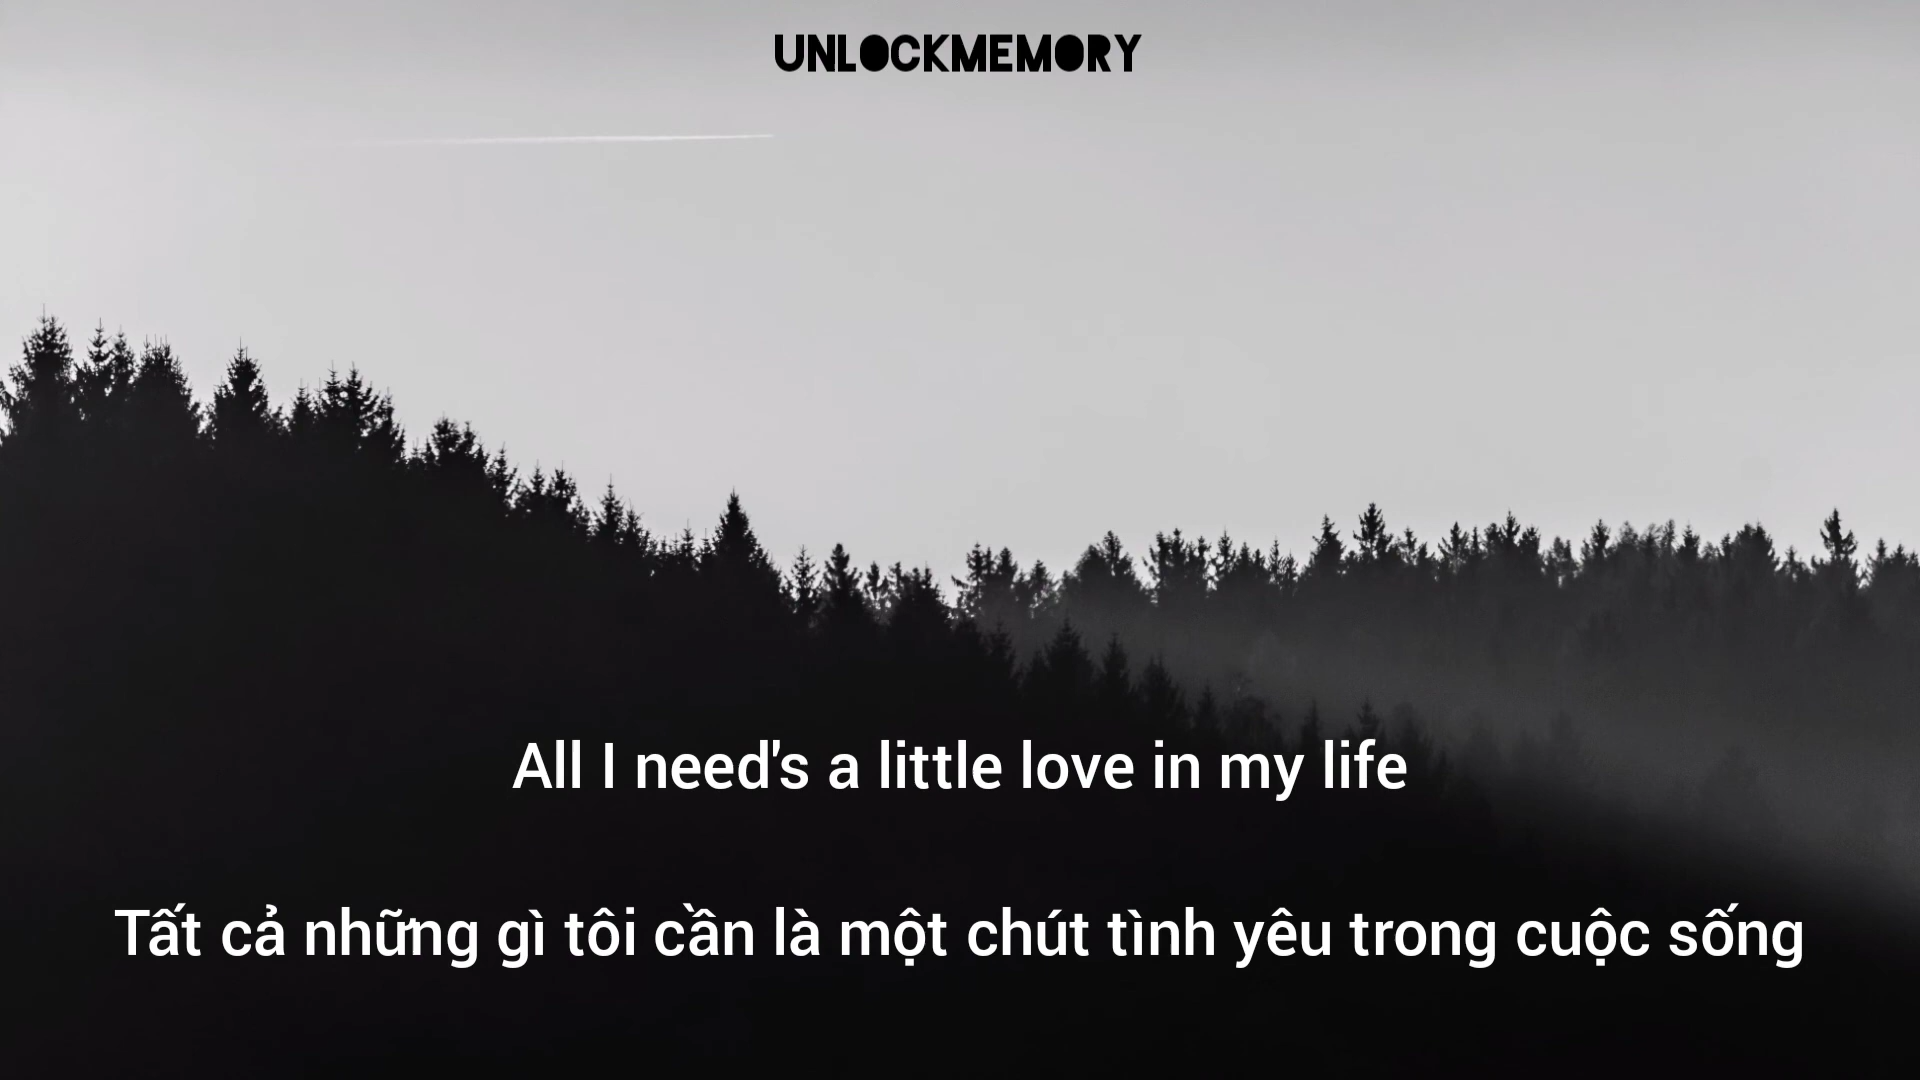 UNLOCKMEMORY
All I need's a little love in my life
Tất cả những gì tôi cần là một chút tình yêu trong cuộc sống